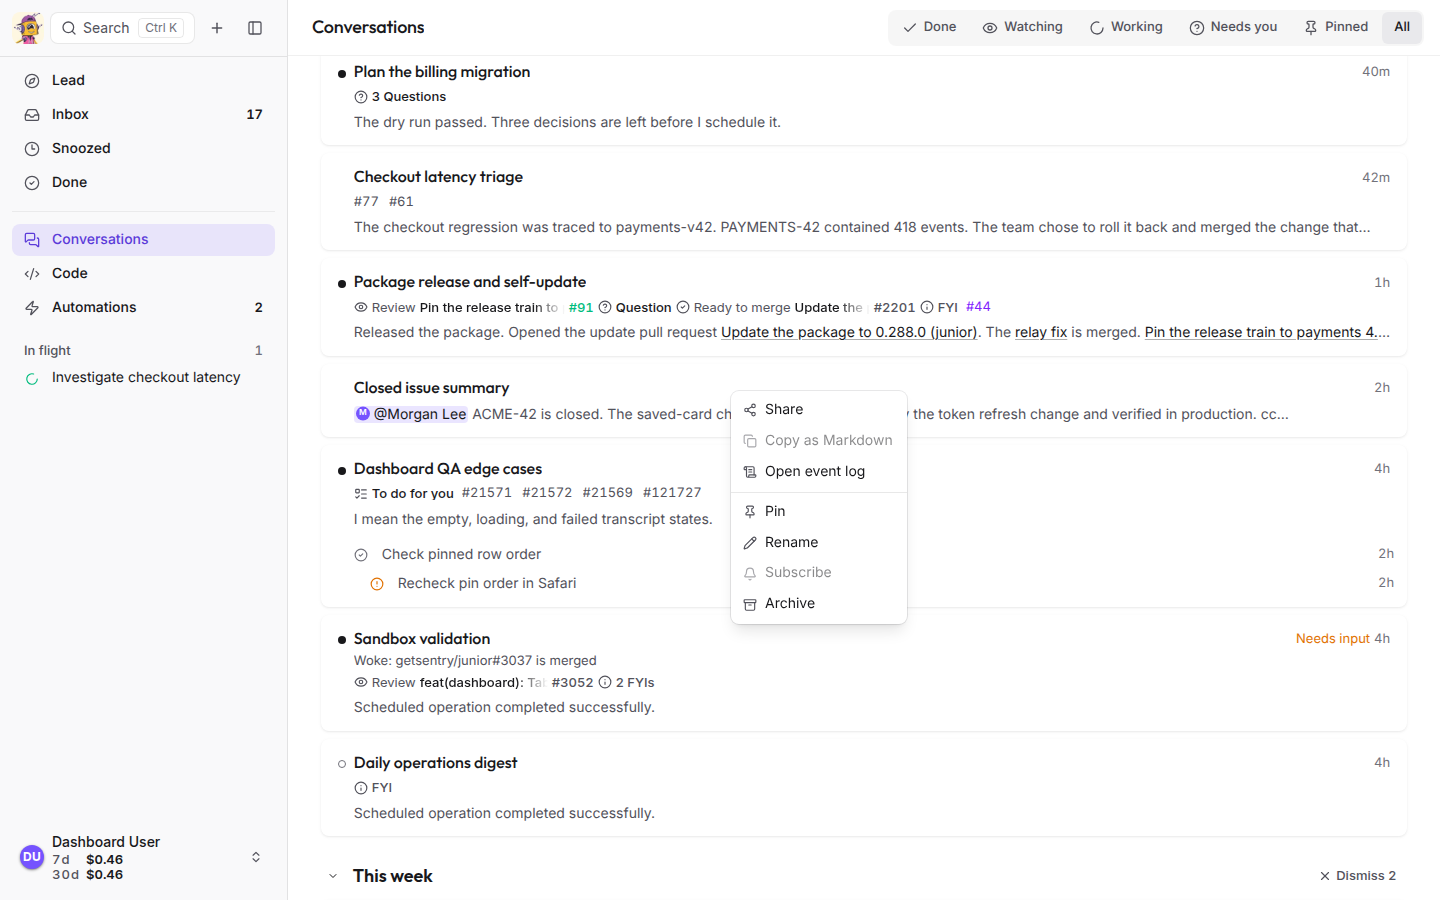 Search Ctrl K
Lead
Inbox 17
Snoozed
Done
Conversations
Code
Automations 2
In flight 1
Investigate checkout latency
DU Dashboard User
7d $0.46
30d $0.46
Conversations
Done Watching Working Needs you Pinned All
Plan the billing migration 40m
3 Questions
The dry run passed. Three decisions are left before I schedule it.
Checkout latency triage 42m
#77 #61
The checkout regression was traced to payments-v42. PAYMENTS-42 contained 418 events. The team chose to roll it back and merged the change that...
Package release and self-update 1h
Review Pin the release train to #91 Question Ready to merge Update the #2201 FYI #44
Released the package. Opened the update pull request Update the package to 0.288.0 (junior). The relay fix is merged. Pin the release train to payments 4....
Closed issue summary 2h
M @Morgan Lee ACME-42 is closed. The saved-card ch the token refresh change and verified in production. cc...
Share
Copy as Markdown
Open event log
Pin
Rename
Subscribe
Archive
Dashboard QA edge cases 4h
To do for you #21571 #21572 #21569 #121727
I mean the empty, loading, and failed transcript states.
Check pinned row order 2h
Recheck pin order in Safari 2h
Sandbox validation Needs input 4h
Woke: getsentry/junior#3037 is merged
Review feat(dashboard): Ta #3052 2 FYIs
Scheduled operation completed successfully.
Daily operations digest 4h
FYI
Scheduled operation completed successfully.
This week Dismiss 2